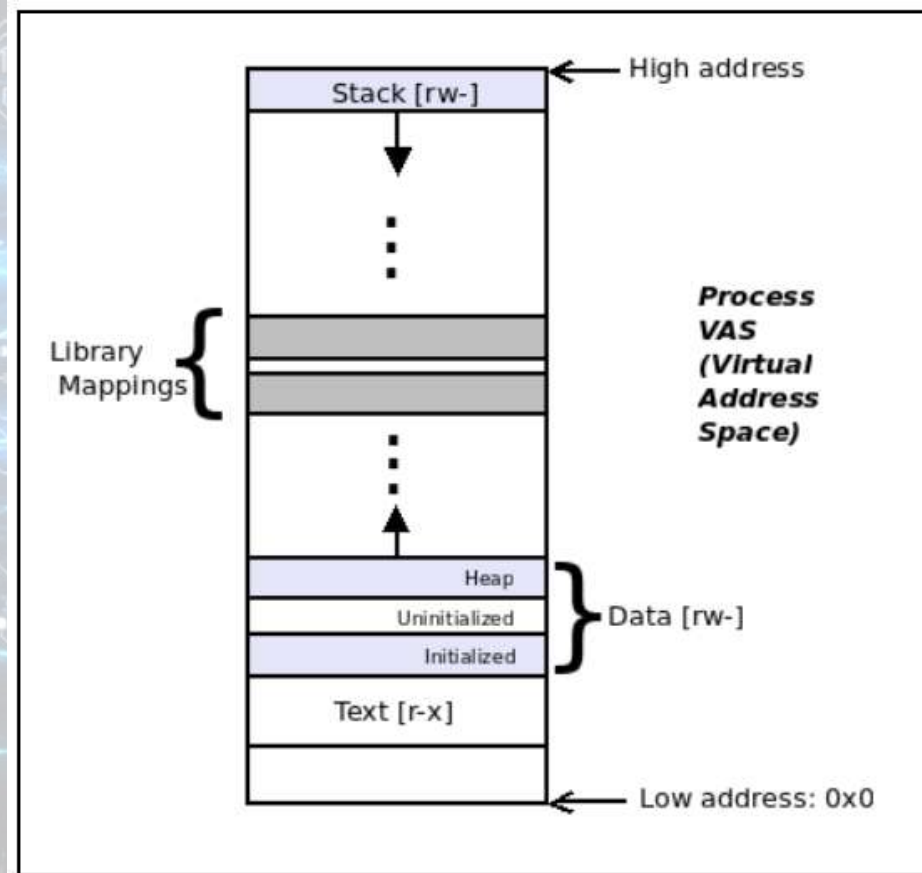 High address
Stack [rw-]
Process
VAS
(Virtual
Address
Space)
Library
Mappings
Heap
Uninitialized
Data [rw-]
Initialized
Text [r-x]
Low address: 0x0